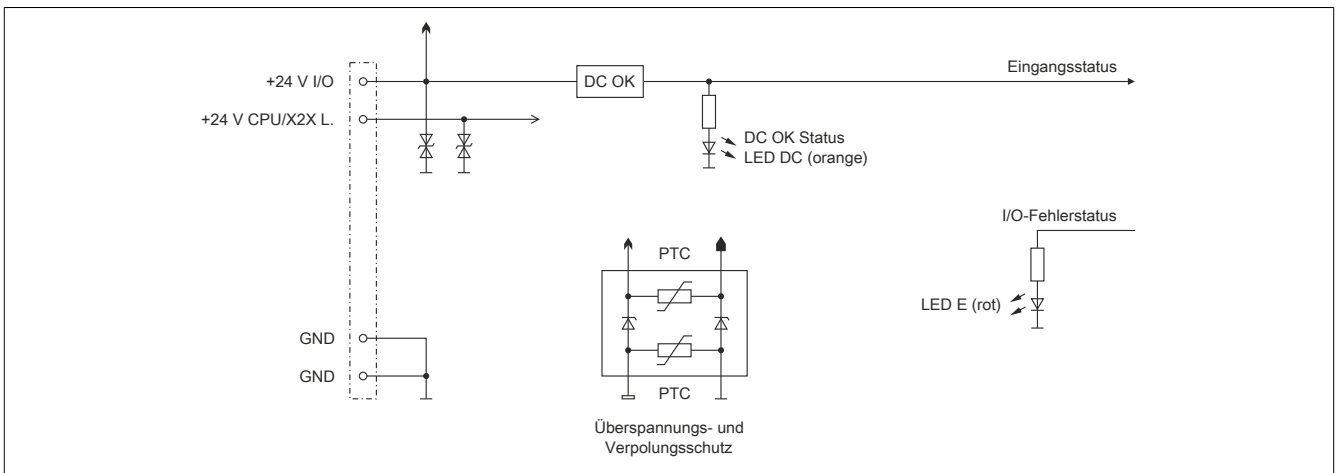 +24 V I/O
DC OK
Eingangsstatus
+24 V CPU/X2X L.
DC OK Status
LED DC (orange)
I/O-Fehlerstatus
PTC
LED E (rot)
GND
GND
PTC
Überspannungs- und
Verpolungsschutz